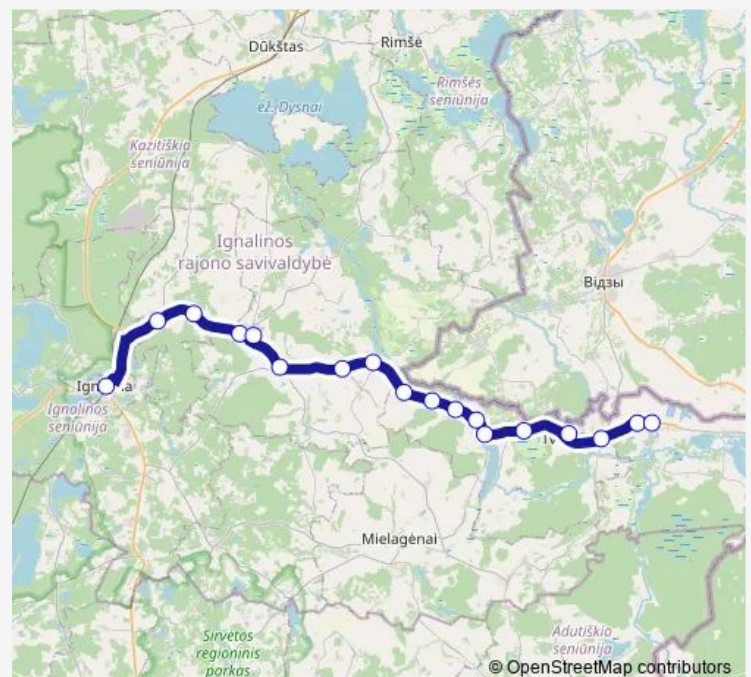 Dūkštas
Rimšė
Rimšės
seniūnija
ež. Dysnai
Kazitiškio
seniūnija
Ignalinos
rajono savivaldybė
Відзы
Ignalinos
seniūnija
Mielagėnai
Sirvėtos
regioninis
parkas
Adutiškio
seniūnija
© OpenStreetMap contributors